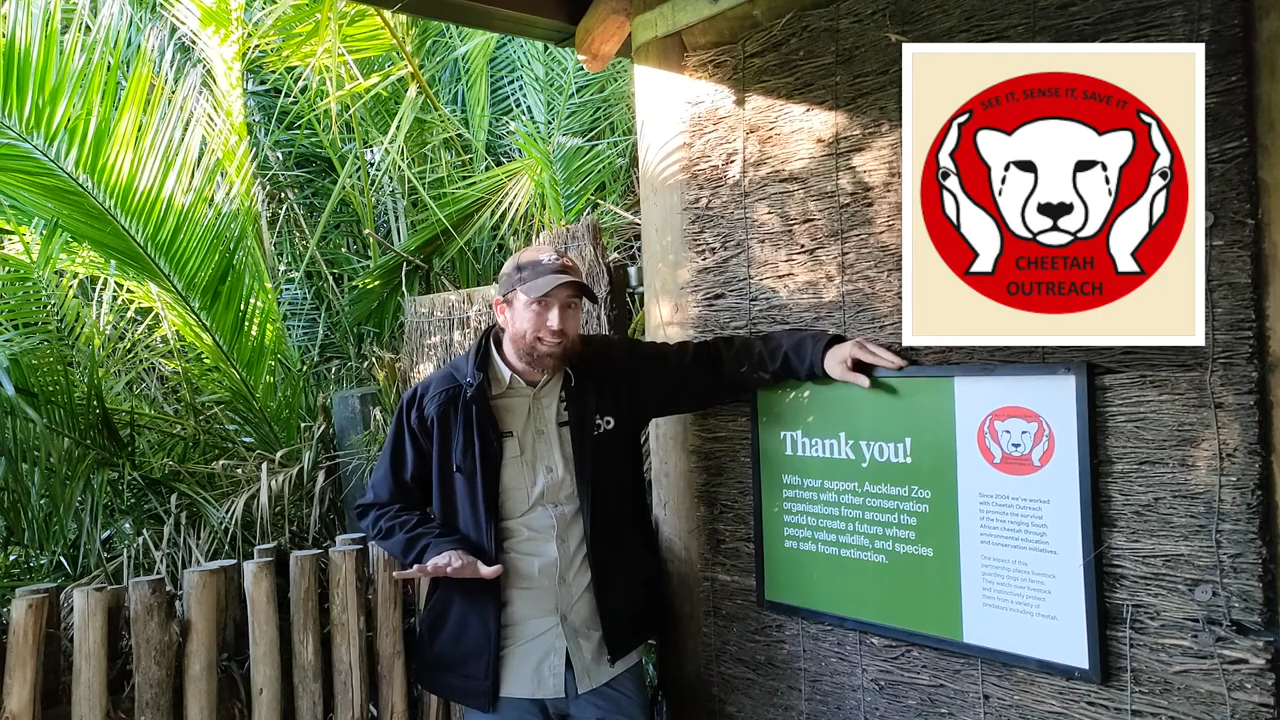 SEE IT, SENSE IT, SAVE IT
CHEETAH
OUTREACH
Zoo
Thank you!
With your support, Auckland Zoo
partners with other conservation
organisations from around the
world to create a future where
people value wildlife, and species
are safe from extinction.
Since 2004 we've worked
with Cheetah Outreach
to promote the survival
of the free ranging South
African cheetah through
environmental education
and conservation initiatives.
One aspect of this
partnership places livestock
guarding dogs on farms.
They watch-over livestock
and instinctively protect
them from a variety of
predators including cheetah.